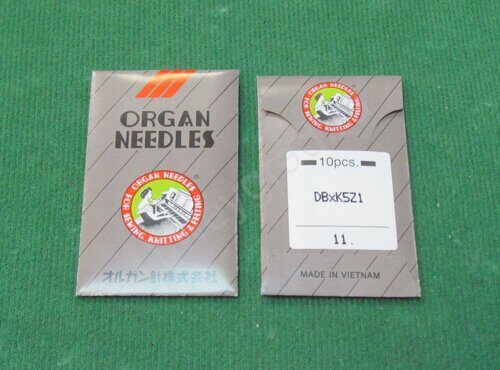 ORGAN
NEEDLES
ORGAN NEEDLES
FOR SEWING, KNITTING & FELTING
オルガン針株式会社
ORGAN NEEDLES
FOR SEWING, KNITTING & FELTING
10pcs.
DBxK5Z1
11.
MADE IN VIETNAM